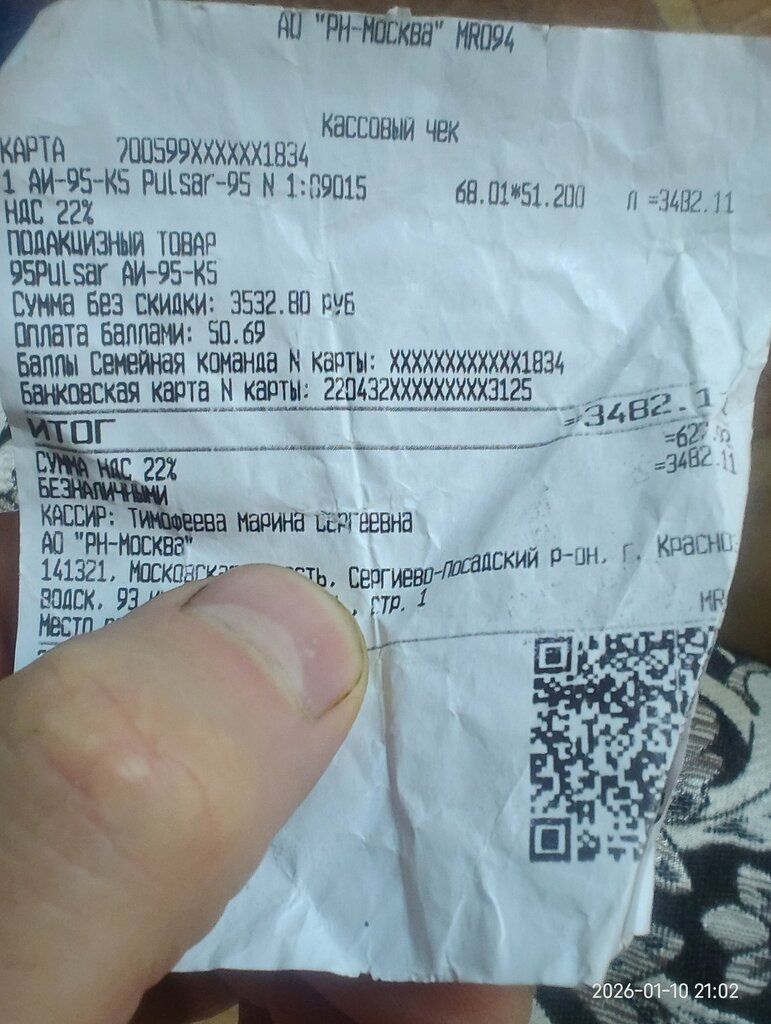 АО "РН-Москва" MR094
Кассовый чек
КАРТА 700599XXXXXX1834
1 АИ-95-К5 Pulsar-95 N 1:09015 68.01*51.200 л =3482.11
НДС 22%
ПОДАКЦИЗНЫЙ ТОВАР
95Pulsar АИ-95-К5
Сумма без скидки: 3532.80 руб
Оплата баллами: 50.69
Баллы Семейная команда N карты: XXXXXXXXXXXX1834
Банковская карта N карты: 220432XXXXXXXXX3125
ИТОГ =3482.1
СУММА НДС 22%
БЕЗНАЛИЧНЫМИ =3482.11
КАССИР: Тимофеева Марина Сергеевна
АО "РН-Москва"
141321, Сергиево-Посадский р-он, г. Красно
водск, 93 , стр. 1
Место MR
2026-01-10 21:02